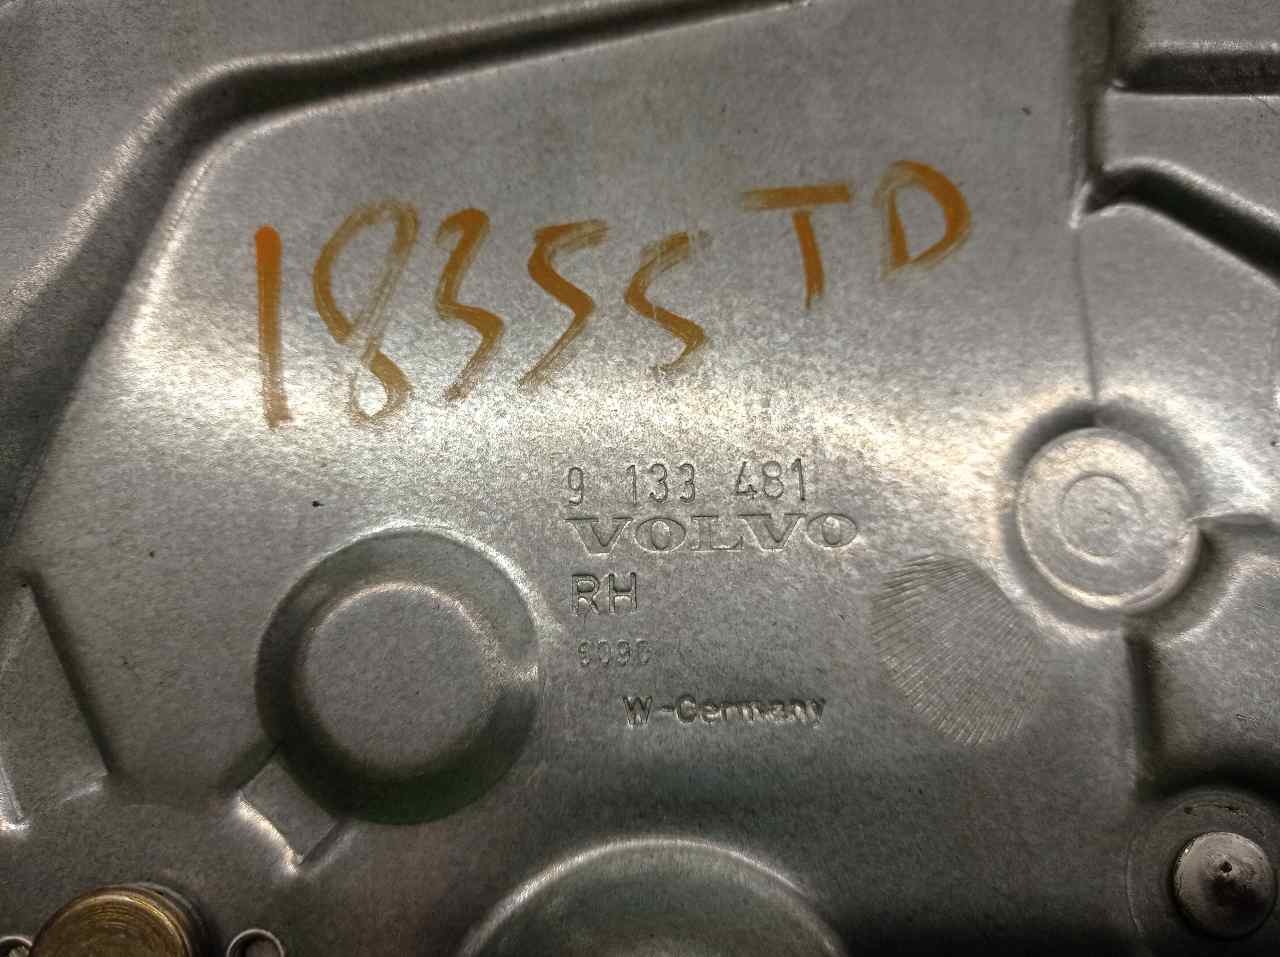 18355 TD
9 133 481
VOLVO
RH
W-Germany